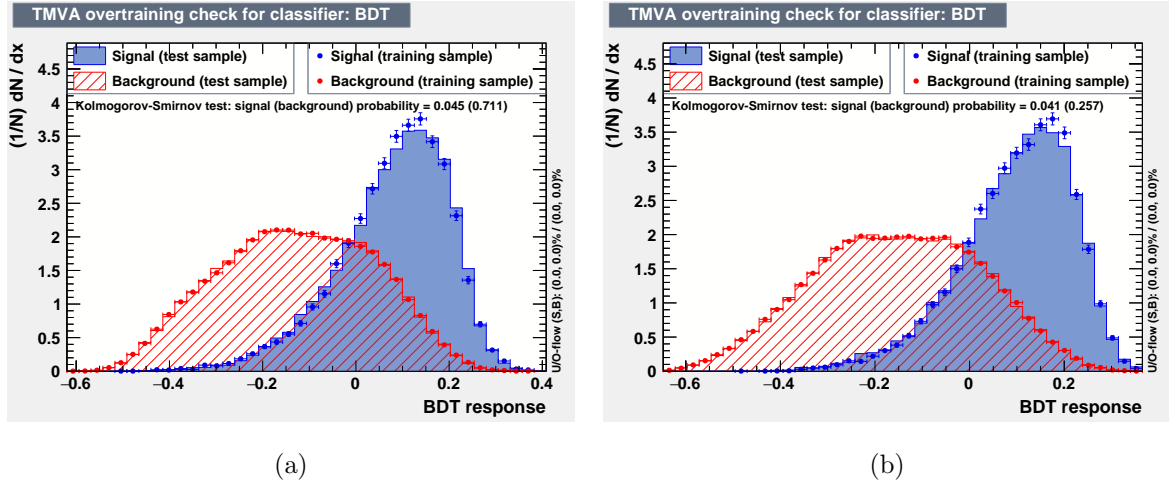 TMVA overtraining check for classifier: BDT
Signal (test sample)
Background (test sample)
Signal (training sample)
Background (training sample)
Kolmogorov-Smirnov test: signal (background) probability = 0.045 (0.711)
(1/N) dN / dx
4.5
4
3.5
3
2.5
2
1.5
1
0.5
0
−0.6
−0.4
−0.2
0
0.2
0.4
BDT response
U/O-flow (S,B): (0.0, 0.0)% / (0.0, 0.0)%
(a)
TMVA overtraining check for classifier: BDT
Signal (test sample)
Background (test sample)
Signal (training sample)
Background (training sample)
Kolmogorov-Smirnov test: signal (background) probability = 0.041 (0.257)
(1/N) dN / dx
4.5
4
3.5
3
2.5
2
1.5
1
0.5
0
−0.6
−0.4
−0.2
0
0.2
BDT response
U/O-flow (S,B): (0.0, 0.0)% / (0.0, 0.0)%
(b)